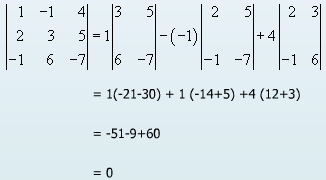 | 1 −1 4 |
| 2 3 5 | = 1 | 3 5 | − (−1) | 2 5 | + 4 | 2 3 |
| −1 6 −7 | | 6 −7 | | −1 −7 | | −1 6 |
= 1(-21-30) + 1 (-14+5) +4 (12+3)
= -51-9+60
= 0